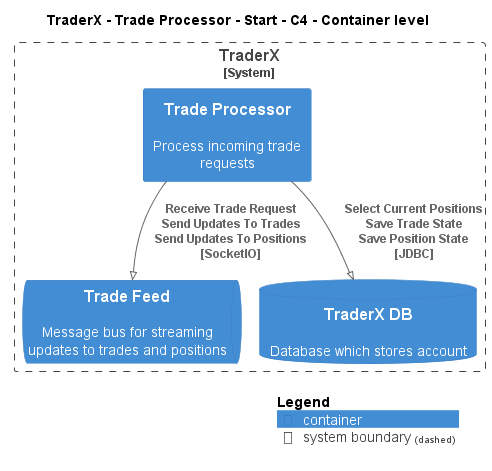 TraderX - Trade Processor - Start - C4 - Container level
TraderX
[System]
Trade Processor
Process incoming trade
requests
Receive Trade Request
Send Updates To Trades
Send Updates To Positions
[SocketIO]
Select Current Positions
Save Trade State
Save Position State
[JDBC]
Trade Feed
Message bus for streaming
updates to trades and positions
TraderX DB
Database which stores account
Legend
container
system boundary (dashed)